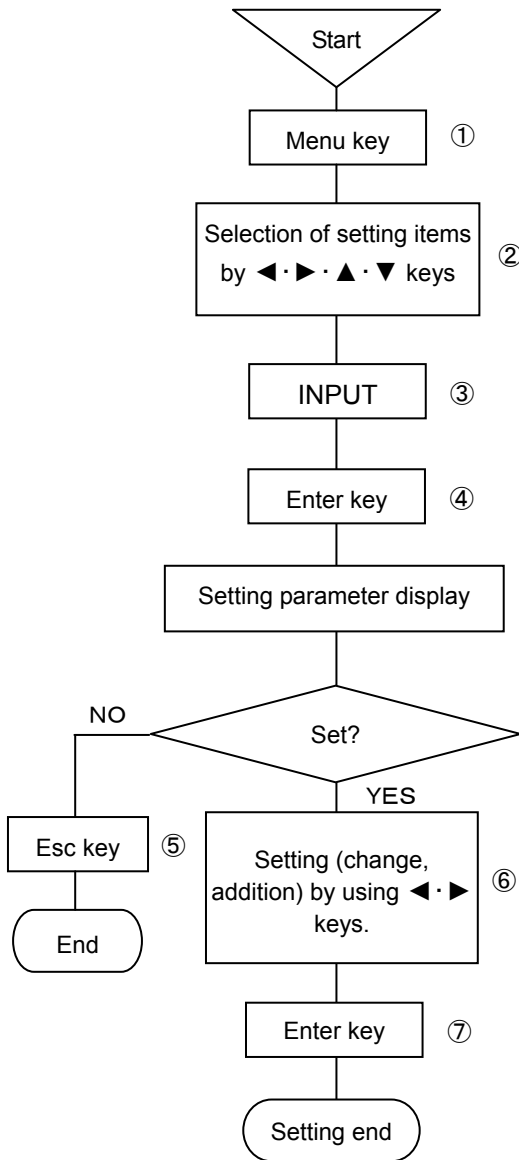 Start
Menu key ①
Selection of setting items
by ◄・►・▲・▼ keys ②
INPUT ③
Enter key ④
Setting parameter display
Set?
NO
YES
Esc key ⑤
End
Setting (change,
addition) by using ◄・► ⑥
keys.
Enter key ⑦
Setting end